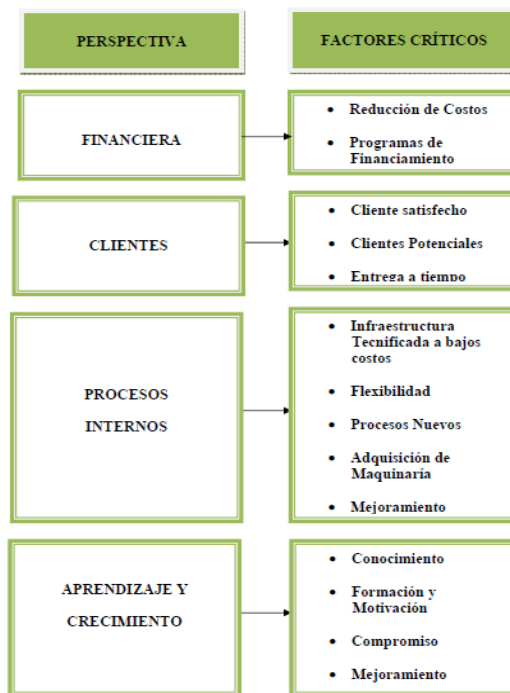 PERSPECTIVA
FACTORES CRÍTICOS
FINANCIERA
• Reducción de Costos
• Programas de
Financiamiento
CLIENTES
• Cliente satisfecho
• Clientes Potenciales
• Entrega a tiempo
PROCESOS
INTERNOS
• Infraestructura
Tecnificada a bajos
costos
• Flexibilidad
• Procesos Nuevos
• Adquisición de
Maquinaría
• Mejoramiento
APRENDIZAJE Y
CRECIMIENTO
• Conocimiento
• Formación y
Motivación
• Compromiso
• Mejoramiento